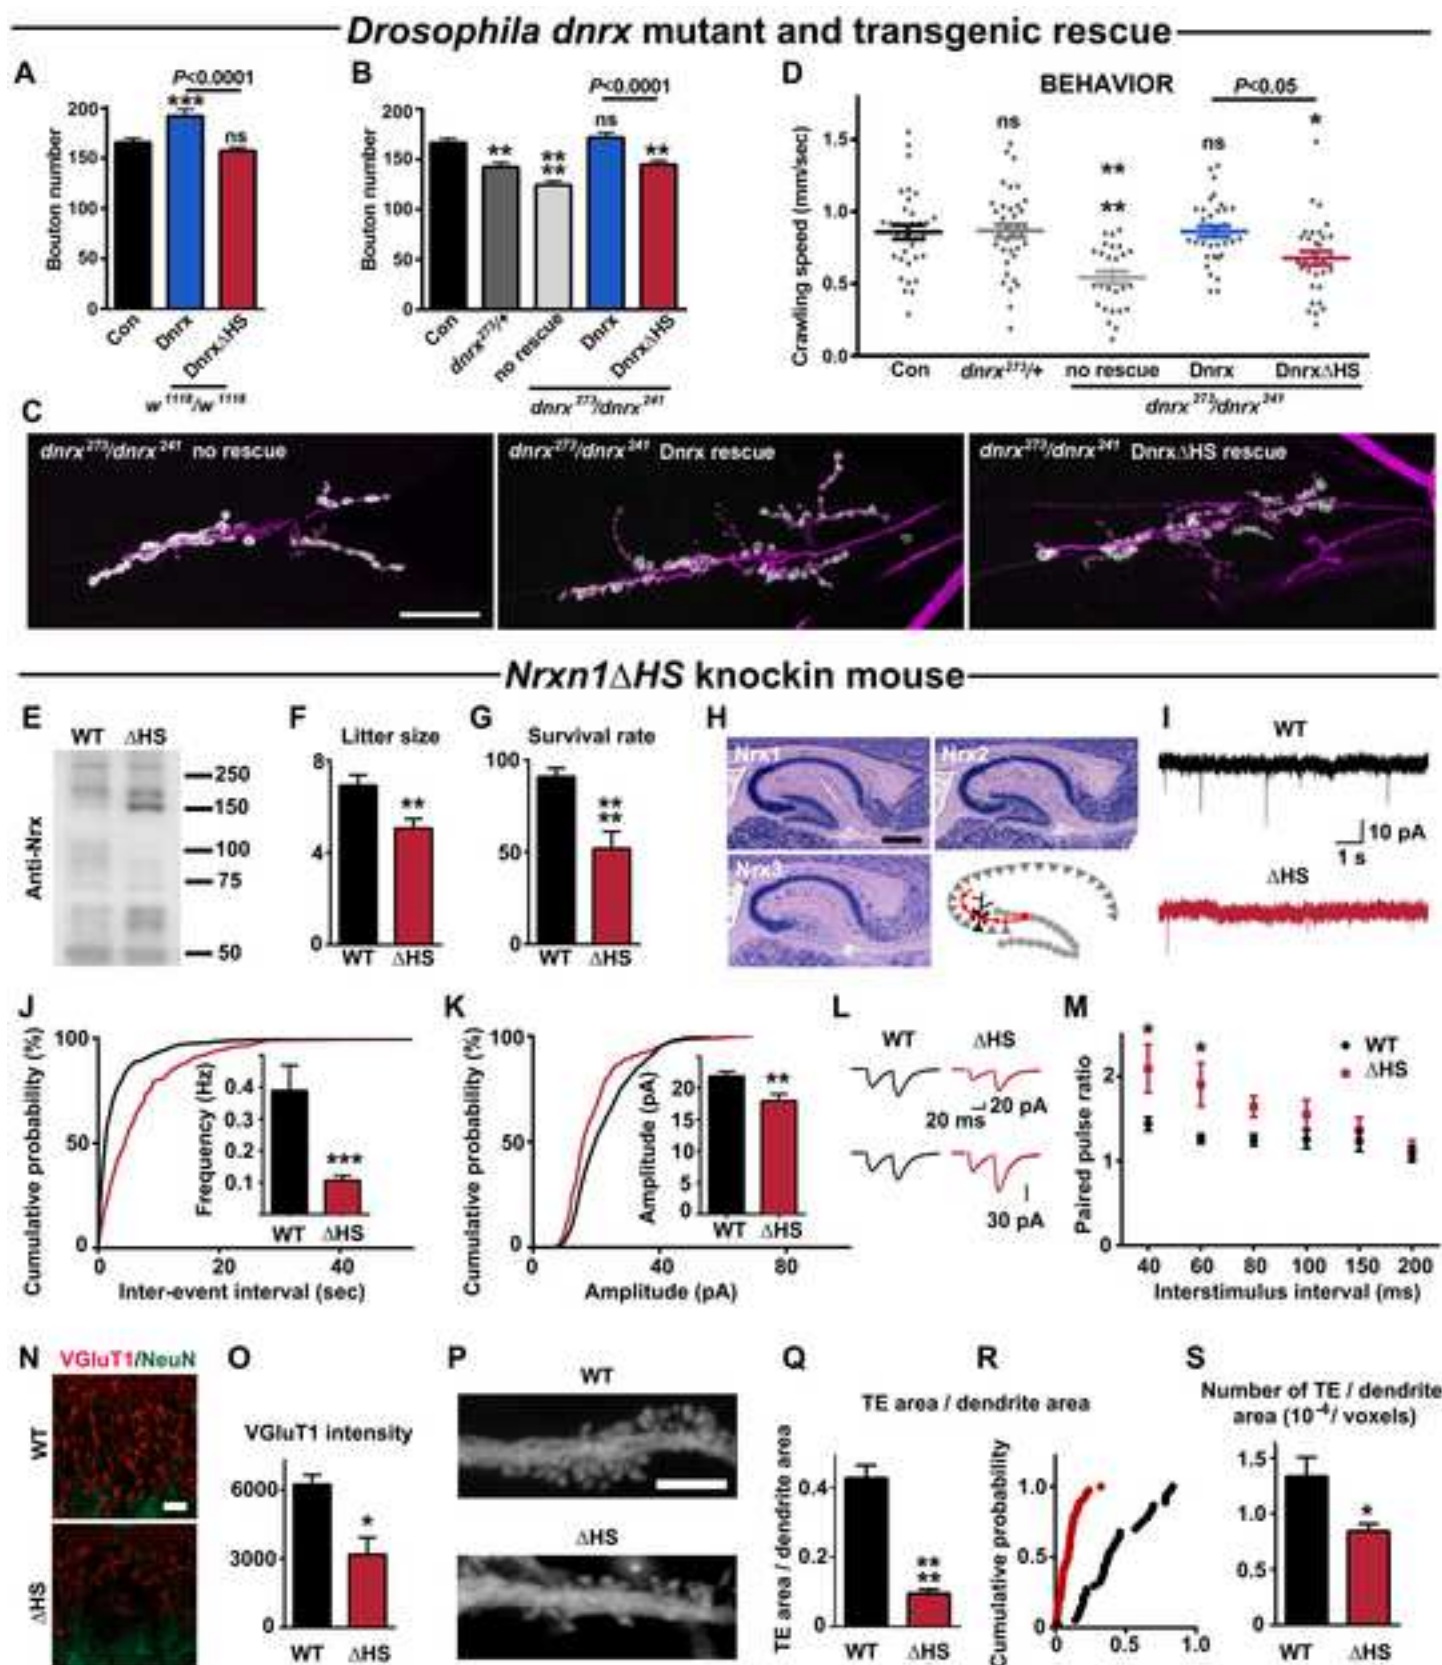 Drosophila dnrx mutant and transgenic rescue
A
P<0.0001
***
ns
200
150
100
50
0
Bouton number
Con
Dnrx
DnrxΔHS
w1118/w1118
B
P<0.0001
ns
**
**
**
**
200
150
100
50
0
Bouton number
Con
dnrx273/+
no rescue
Dnrx
DnrxΔHS
dnrx273/dnrx241
D
BEHAVIOR
P<0.05
ns
**
**
ns
*
1.5
1.0
0.5
0.0
Crawling speed (mm/sec)
Con
dnrx273/+
no rescue
Dnrx
DnrxΔHS
dnrx273/dnrx241
C
dnrx273/dnrx241 no rescue
dnrx273/dnrx241 Dnrx rescue
dnrx273/dnrx241 DnrxΔHS rescue
Nrxn1ΔHS knockin mouse
E
WT ΔHS
Anti-Nrx
250
150
100
75
50
F
Litter size
8
4
0
**
WT ΔHS
G
Survival rate
100
50
0
**
**
WT ΔHS
H
Nrx1
Nrx2
Nrx3
I
WT
10 pA
1 s
ΔHS
J
Cumulative probability (%)
100
50
0
0 20 40
Inter-event interval (sec)
Frequency (Hz)
0.4
0.3
0.2
0.1
***
WT ΔHS
K
Cumulative probability (%)
100
50
0
0 40 80
Amplitude (pA)
Amplitude (pA)
20
15
10
5
0
**
WT ΔHS
L
WT ΔHS
20 ms 20 pA
30 pA
M
Paired pulse ratio
2
1
0
*
*
WT
ΔHS
40 60 80 100 150 200
Interstimulus interval (ms)
N
VGluT1/NeuN
WT
ΔHS
O
VGluT1 intensity
6000
3000
0
*
WT ΔHS
P
WT
ΔHS
Q
R
TE area / dendrite area
TE area / dendrite area
0.4
0.2
0
**
**
WT ΔHS
Cumulative probability
1.0
0.5
0
0 0.5 1.0
S
Number of TE / dendrite
area (10-4/ voxels)
1.5
1.0
1.5
0
*
WT ΔHS